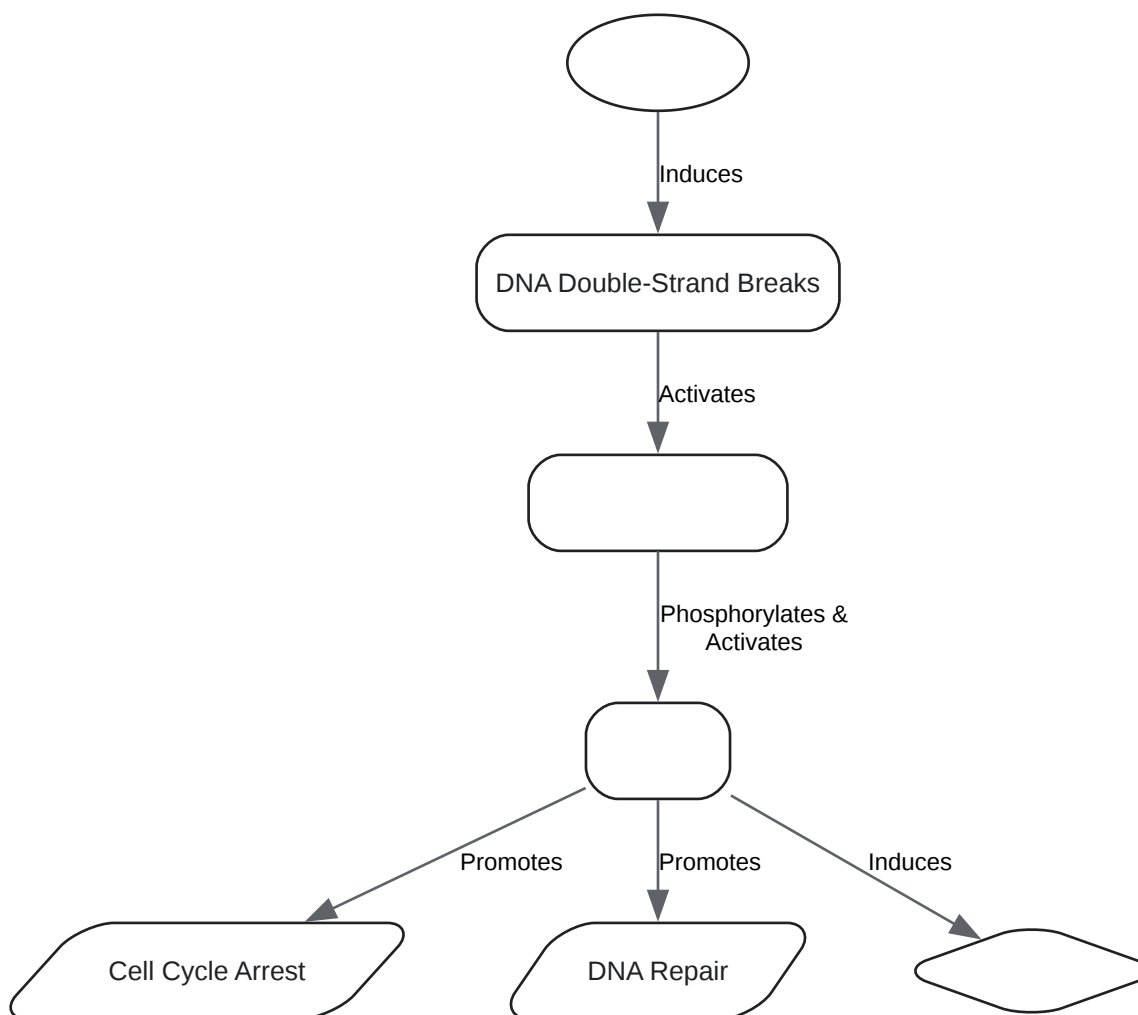 Induces
DNA Double-Strand Breaks
Activates
Phosphorylates &
Activates
Promotes
Promotes
Induces
Cell Cycle Arrest
DNA Repair